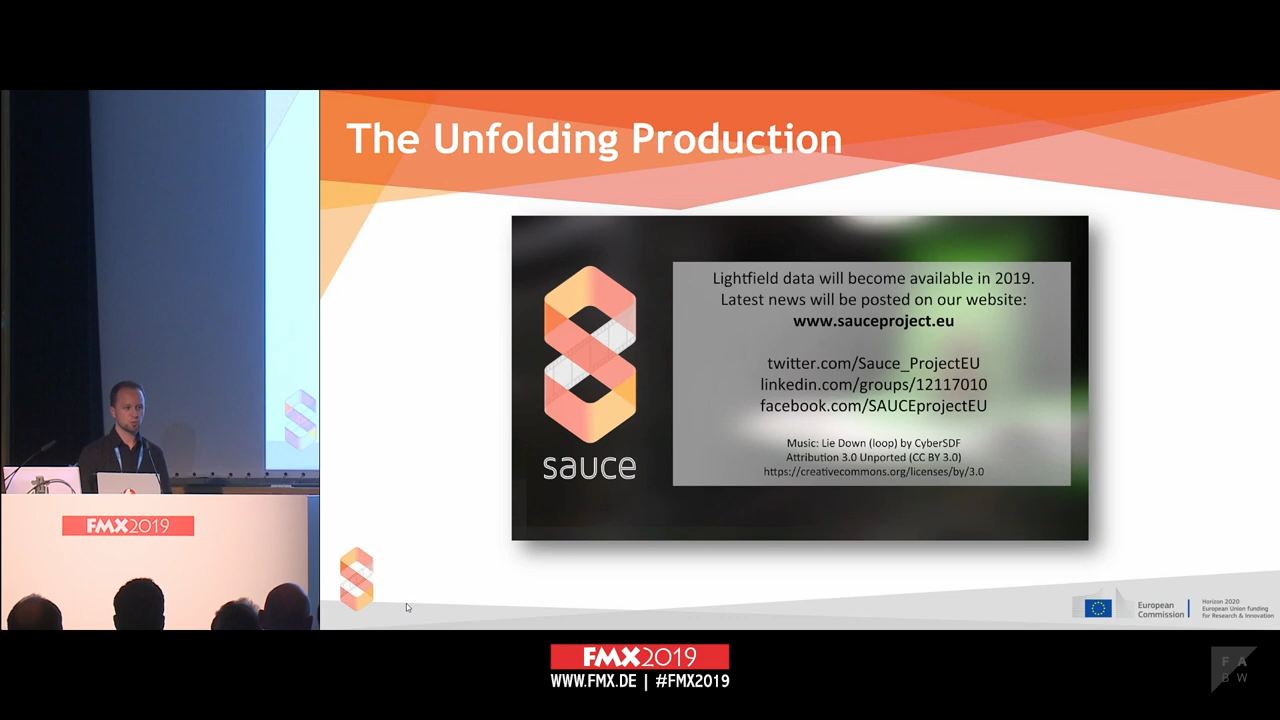 The Unfolding Production
Lightfield data will become available in 2019.
Latest news will be posted on our website:
www.sauceproject.eu
twitter.com/Sauce_ProjectEU
linkedin.com/groups/12117010
facebook.com/SAUCEprojectEU
Music: Lie Down (loop) by CyberSDF
Attribution 3.0 Unported (CC BY 3.0)
https://creativecommons.org/licenses/by/3.0
sauce
FMX2019
European
Commission
Horizon 2020
European Union funding
for Research & Innovation
FMX2019
WWW.FMX.DE | #FMX2019
FA
BW